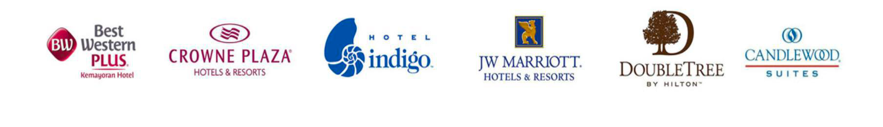 BW
Best
Western
PLUS.
Kemayoran Hotel
CROWNE PLAZA®
HOTELS & RESORTS
HOTEL
indigo.
JW MARRIOTT.
HOTELS & RESORTS
D
DOUBLETREE
BY HILTON™
CANDLEWOOD
SUITES